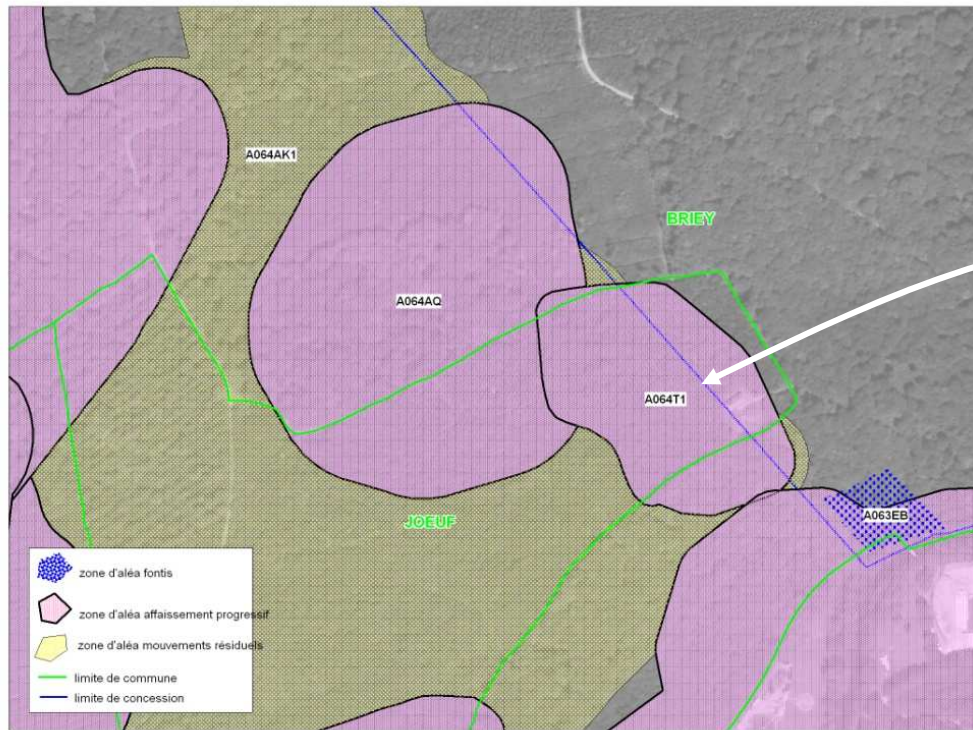 A064AK1
BRIEY
A064AQ
A064T1
A063EB
JOEUF
zone d'aléa fontis
zone d'aléa affaissement progressif
zone d'aléa mouvements résiduels
limite de commune
limite de concession